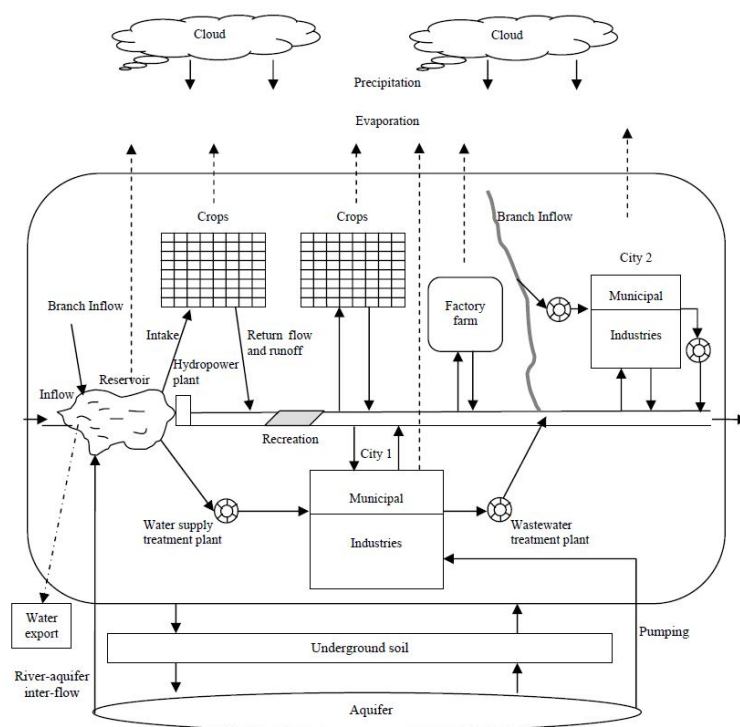 Cloud
Cloud
Precipitation
Evaporation
Crops
Crops
Branch Inflow
City 2
Municipal
Industries
Factory
farm
Branch Inflow
Intake
Return flow
and runoff
Hydropower
plant
Reservoir
Inflow
Recreation
City 1
Municipal
Industries
Water supply
treatment plant
Wastewater
treatment plant
Water
export
Pumping
Underground soil
River-aquifer
inter-flow
Aquifer